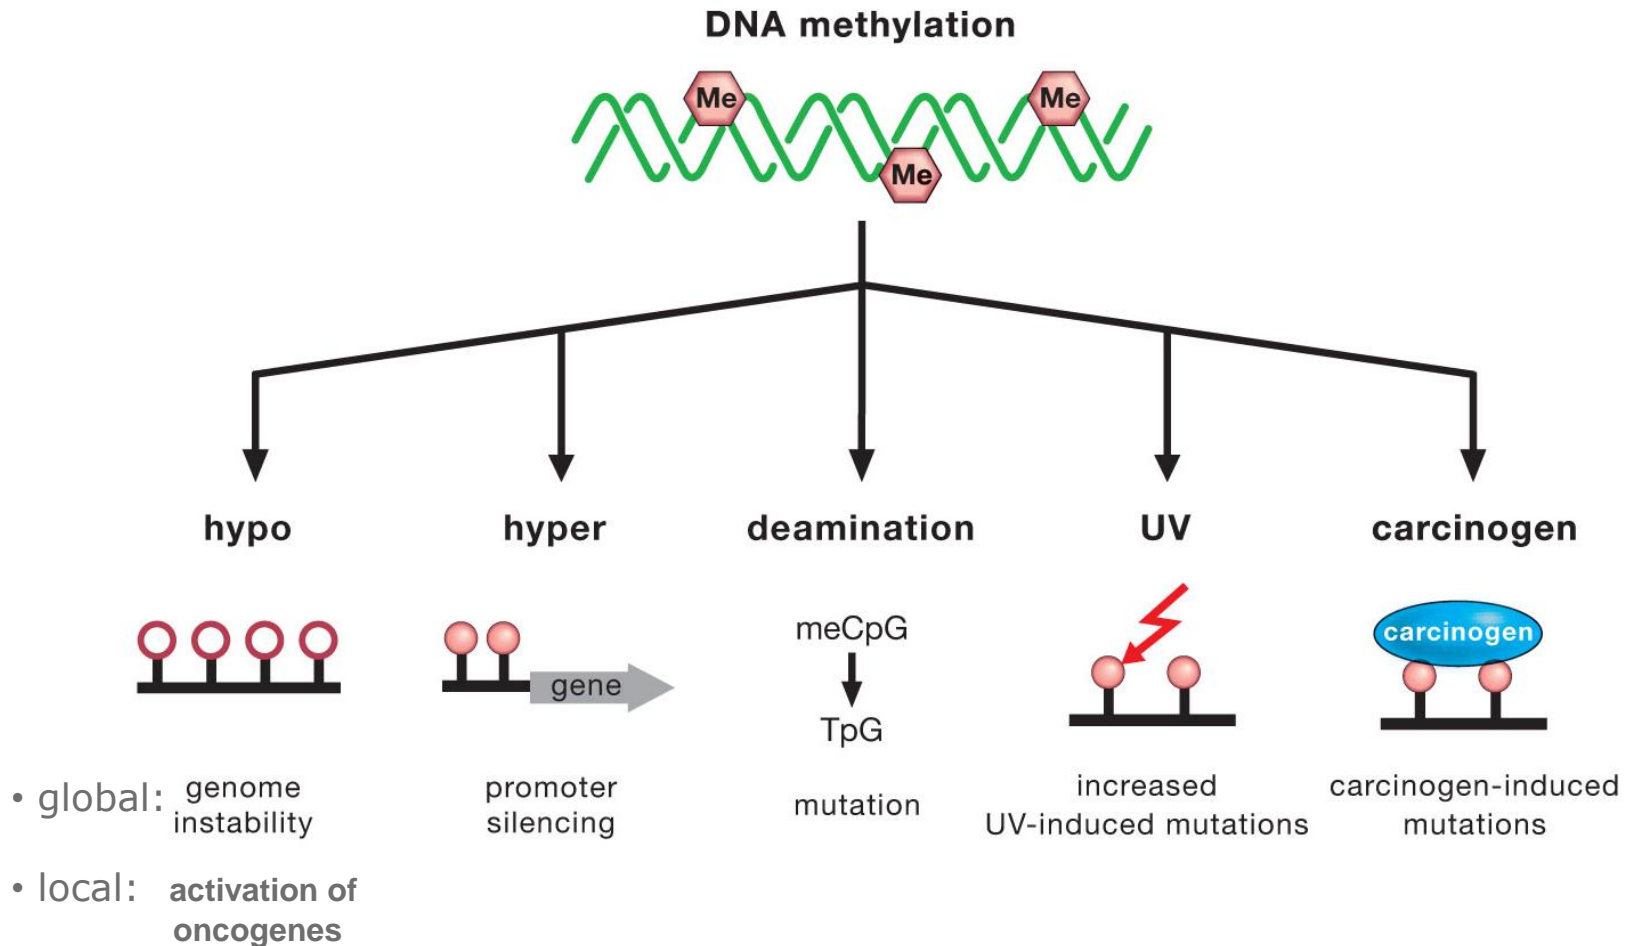 DNA methylation
Me
Me
Me
hypo
hyper
deamination
UV
carcinogen
gene
meCpG
TpG
carcinogen
• global:
genome
instability
promoter
silencing
mutation
increased
UV-induced mutations
carcinogen-induced
mutations
• local: activation of
oncogenes